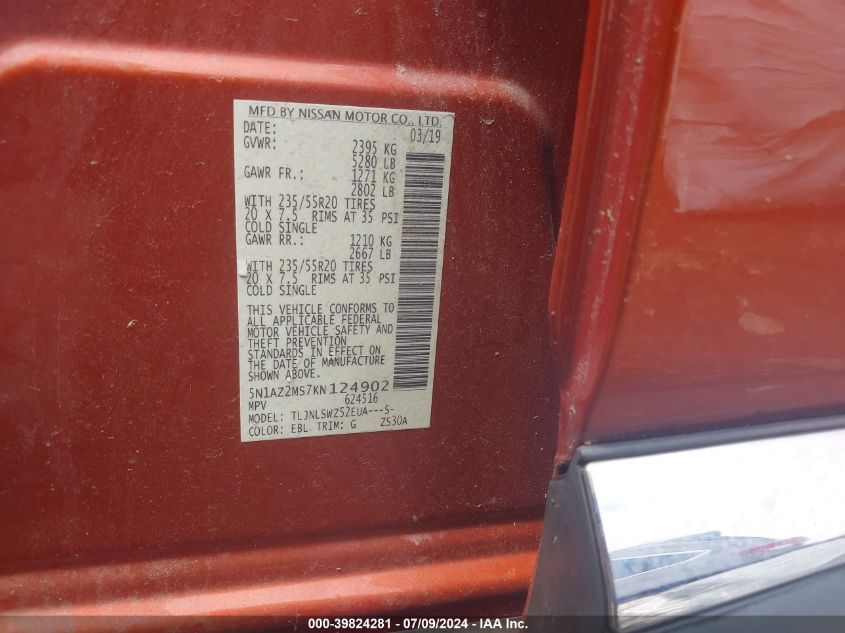 MFD BY NISSAN MOTOR CO., LTD.
DATE: 03/19
GVWR: 2395 KG
5280 LB
GAWR FR.: 1271 KG
2802 LB
WITH 235/55R20 TIRES
20 X 7.5 RIMS AT 35 PSI
COLD SINGLE
GAWR RR.: 1210 KG
2667 LB
WITH 235/55R20 TIRES
20 X 7.5 RIMS AT 35 PSI
COLD SINGLE
THIS VEHICLE CONFORMS TO
ALL APPLICABLE FEDERAL
MOTOR VEHICLE SAFETY AND
THEFT PREVENTION
STANDARDS IN EFFECT ON
THE DATE OF MANUFACTURE
SHOWN ABOVE.
5N1AZ2MS7KN124902
MPV 624516
MODEL: TLJNLSWZ52EUA---S-
COLOR: EBL TRIM: G ZS30A
000-39824281 - 07/09/2024 - IAA Inc.